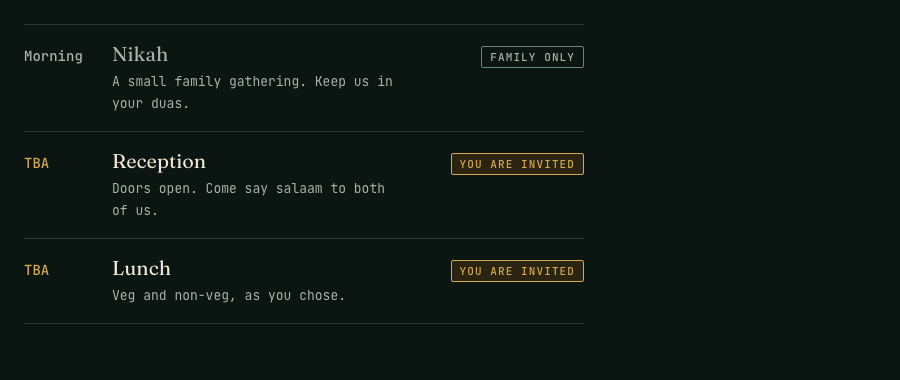 Morning Nikah FAMILY ONLY
A small family gathering. Keep us in
your duas.
TBA Reception YOU ARE INVITED
Doors open. Come say salaam to both
of us.
TBA Lunch YOU ARE INVITED
Veg and non-veg, as you chose.